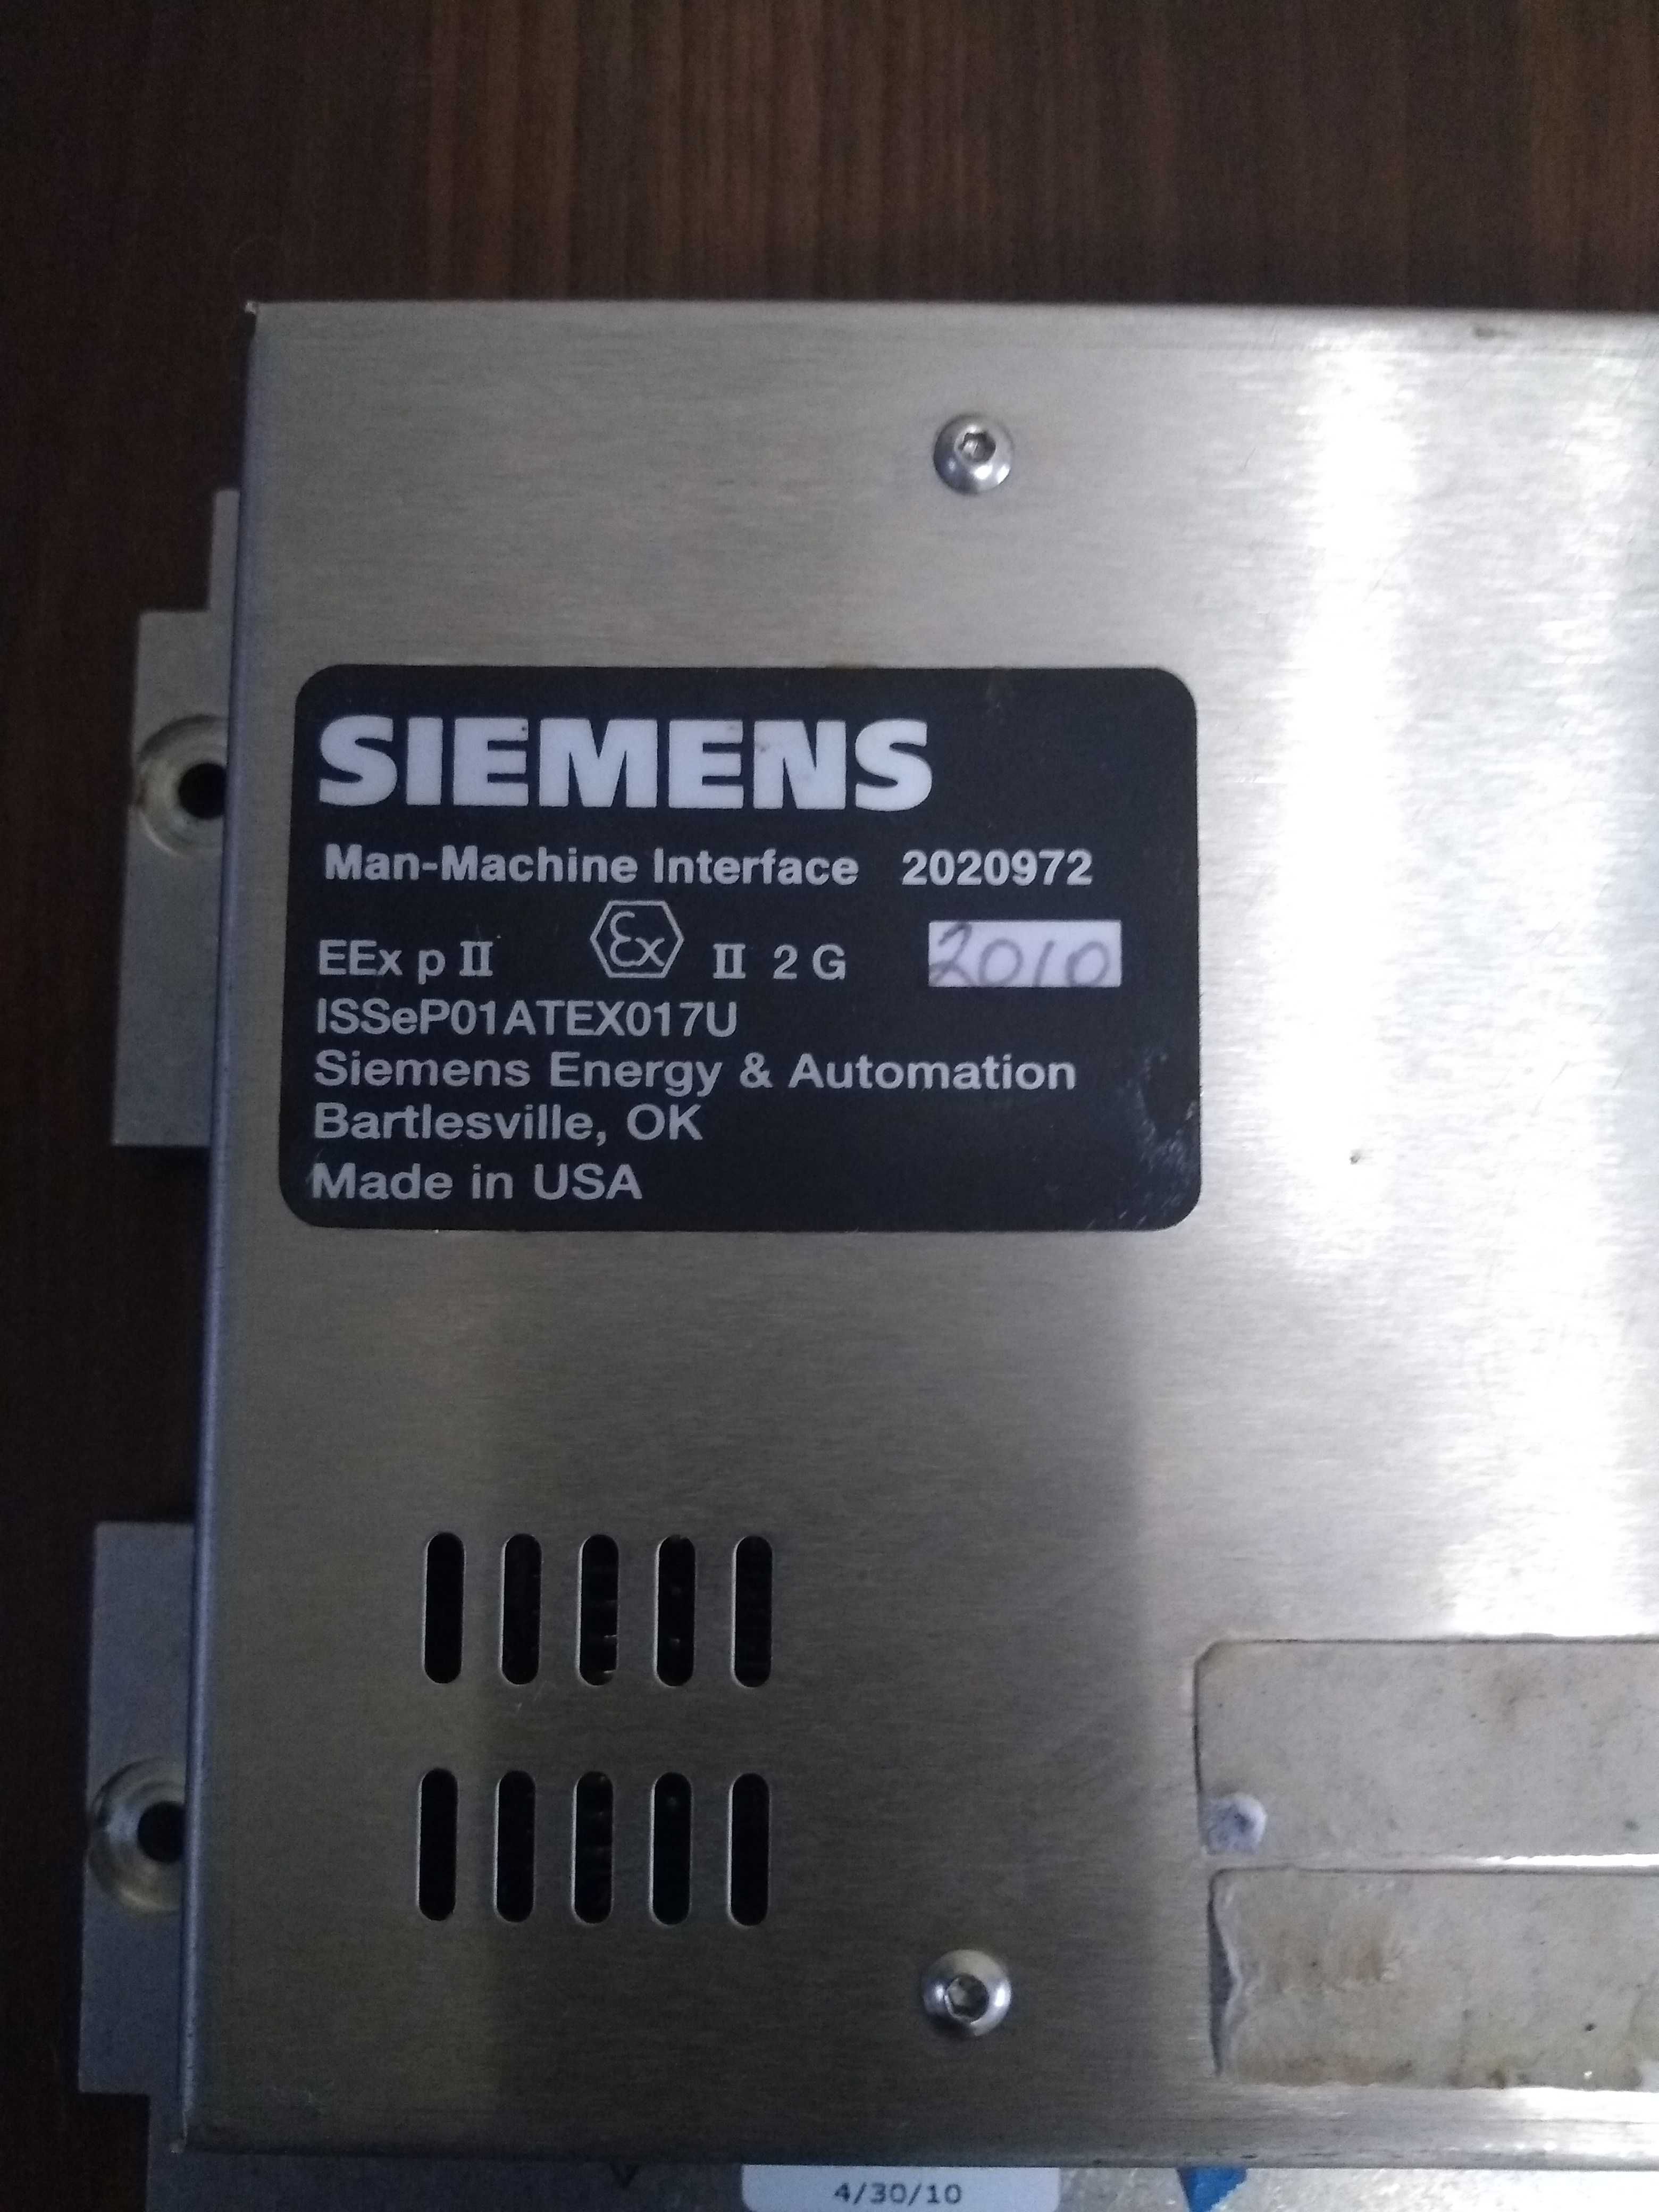 SIEMENS
Man-Machine Interface 2020972
EEx p II Ex II 2 G 2010
ISSeP01ATEX017U
Siemens Energy & Automation
Bartlesville, OK
Made in USA
4/30/10